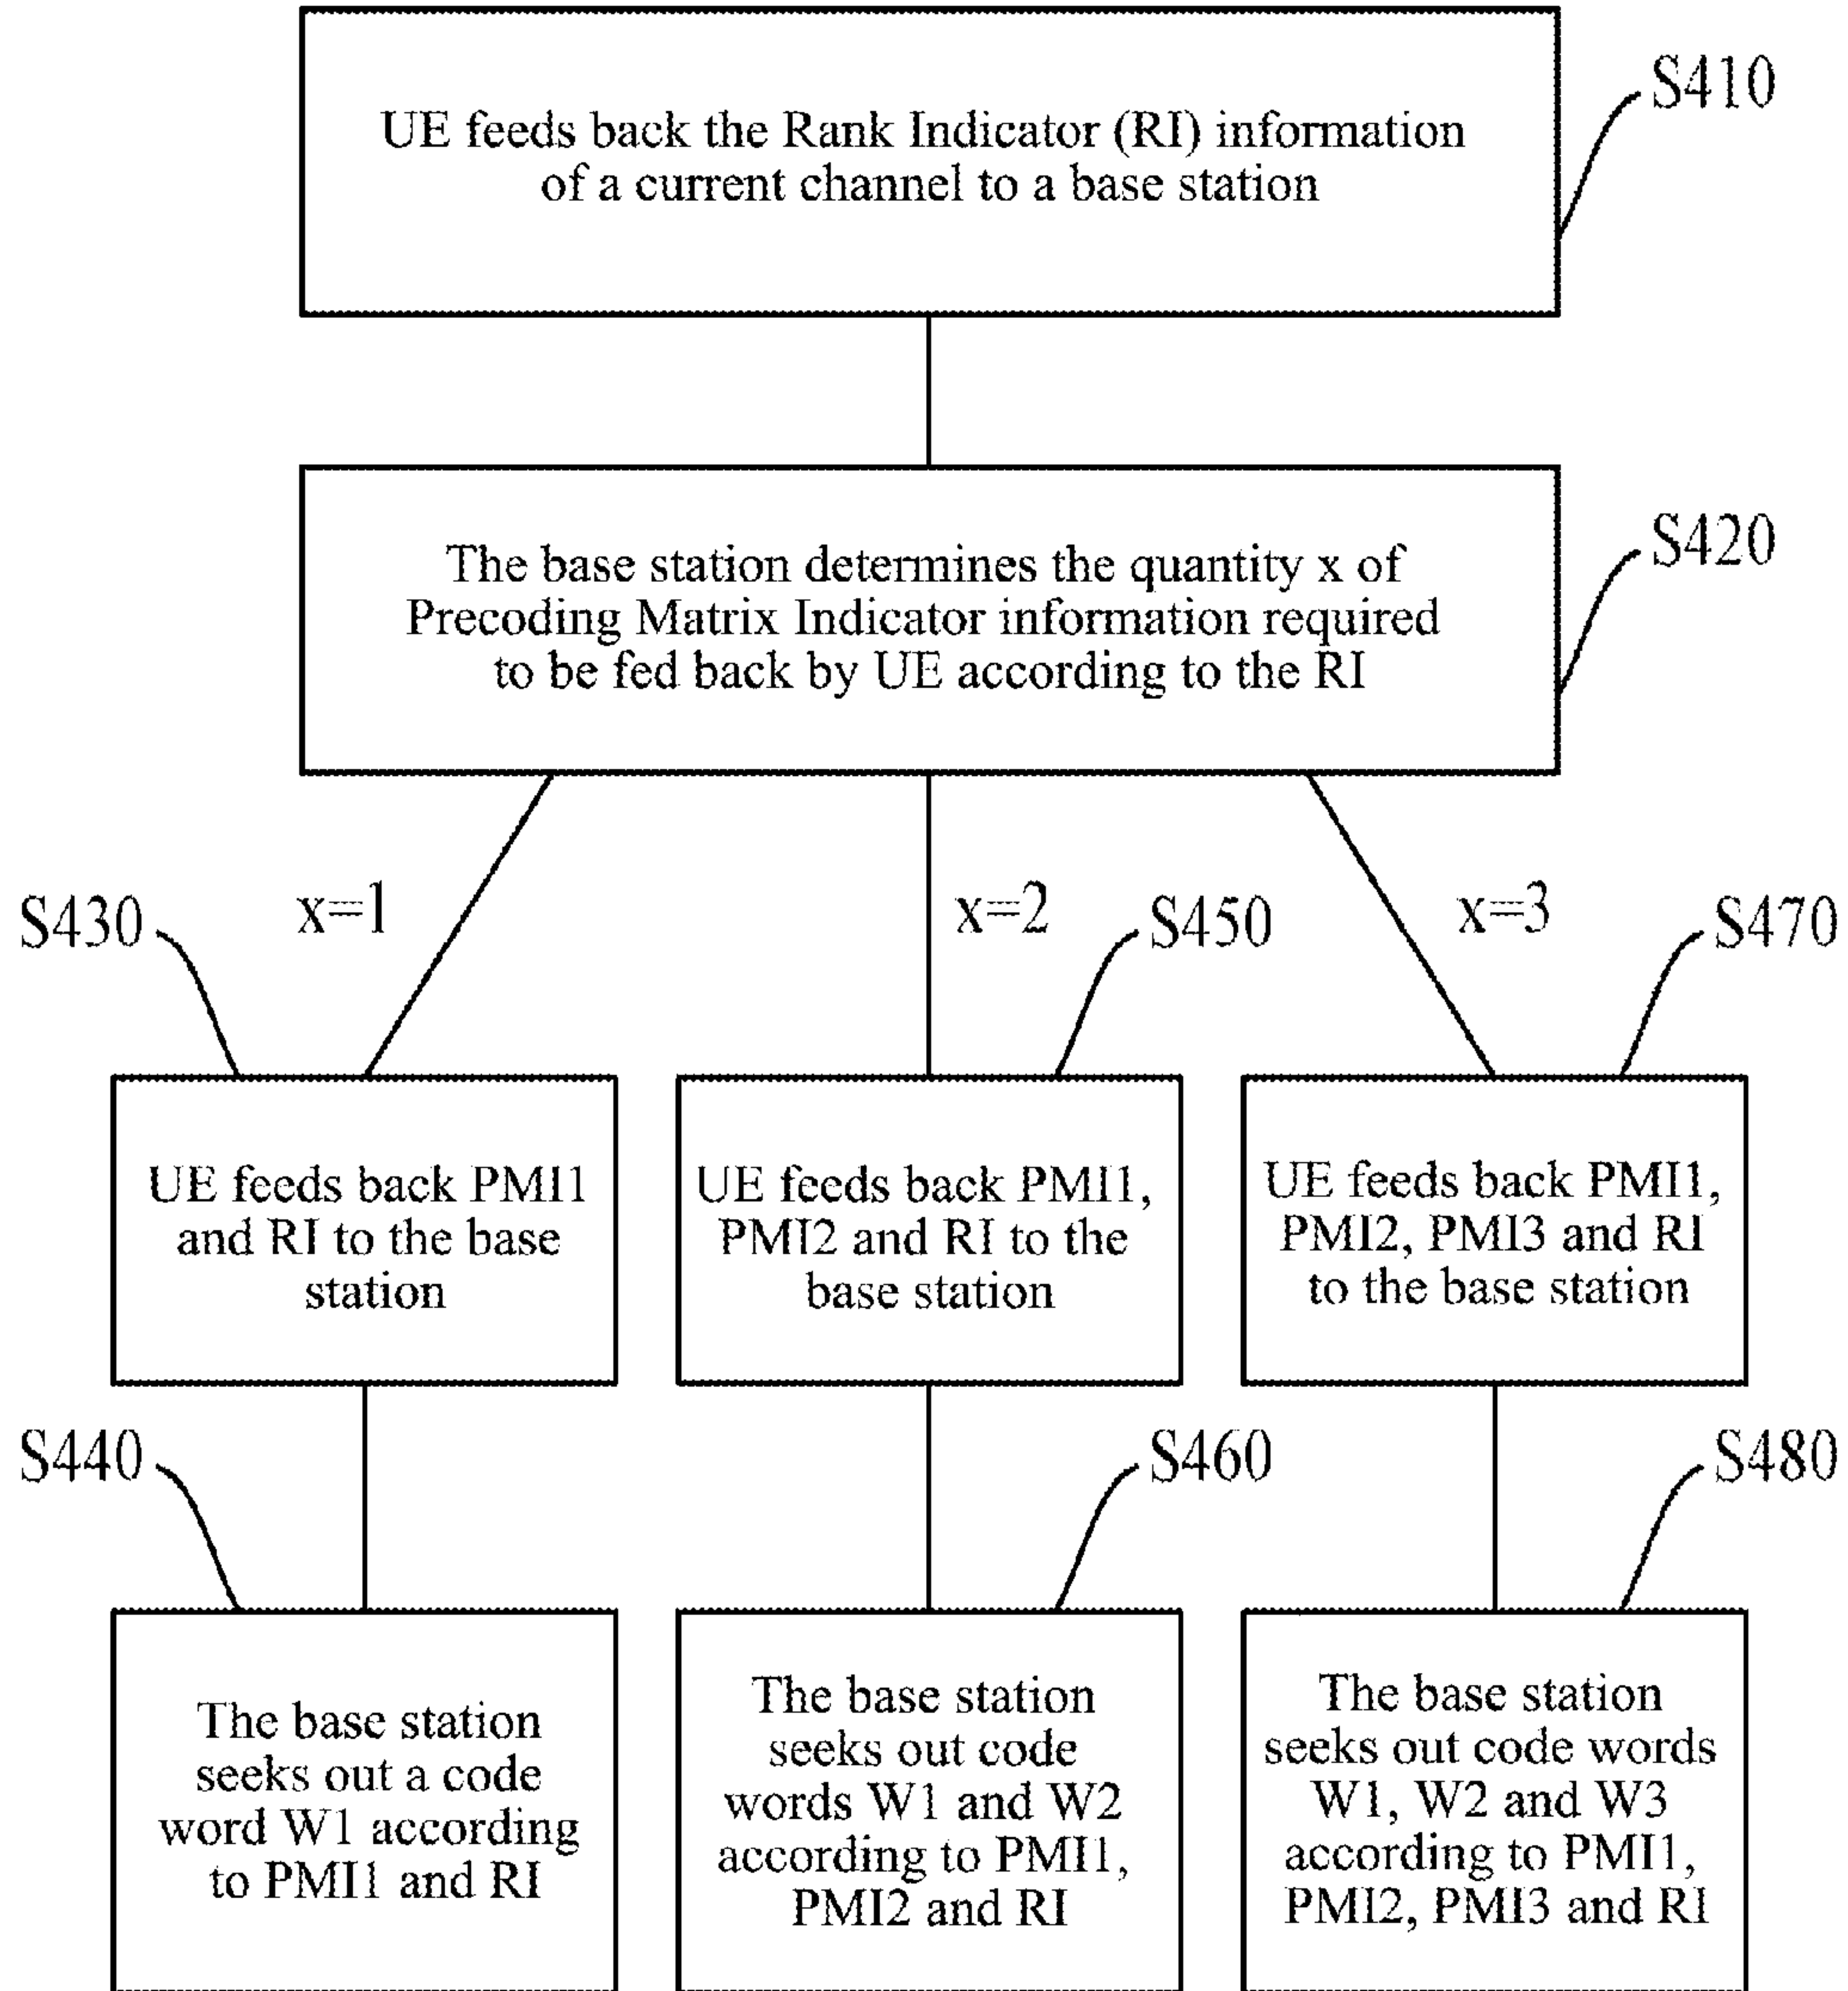 UE feeds back the Rank Indicator (RI) information
of a current channel to a base station
S410
The base station determines the quantity x of
Precoding Matrix Indicator information required
to be fed back by UE according to the RI
S420
S430
x=1
x=2
S450
x=3
S470
UE feeds back PMI1
and RI to the base
station
UE feeds back PMI1,
PMI2 and RI to the
base station
UE feeds back PMI1,
PMI2, PMI3 and RI
to the base station
S440
S460
S480
The base station
seeks out a code
word W1 according
to PMI1 and RI
The base station
seeks out code
words W1 and W2
according to PMI1,
PMI2 and RI
The base station
seeks out code words
W1, W2 and W3
according to PMI1,
PMI2, PMI3 and RI